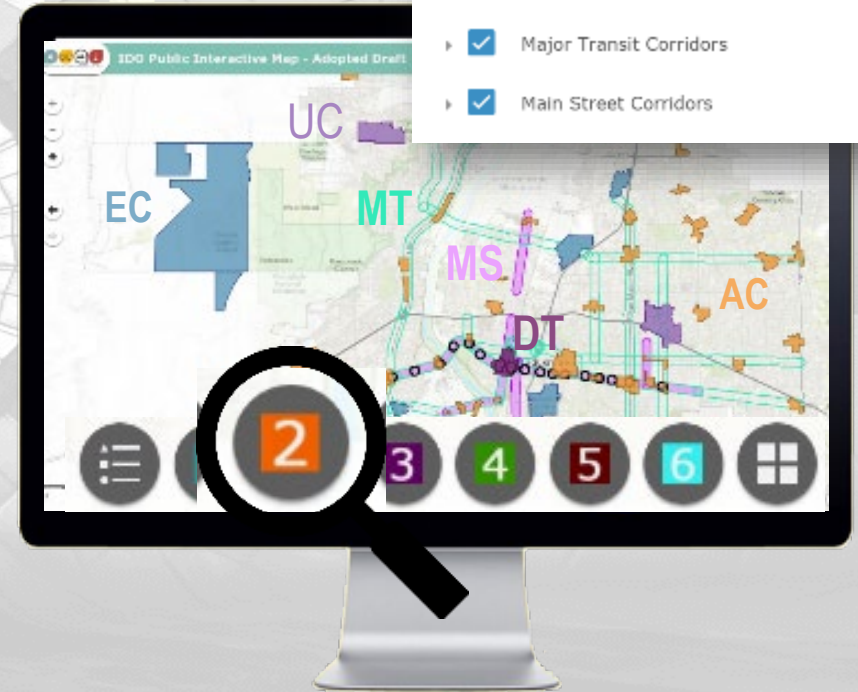 Major Transit Corridors
Main Street Corridors
IDO Public Interactive Map - Adopted Draft
UC
EC
MT
MS
AC
DT
2
3
4
5
6